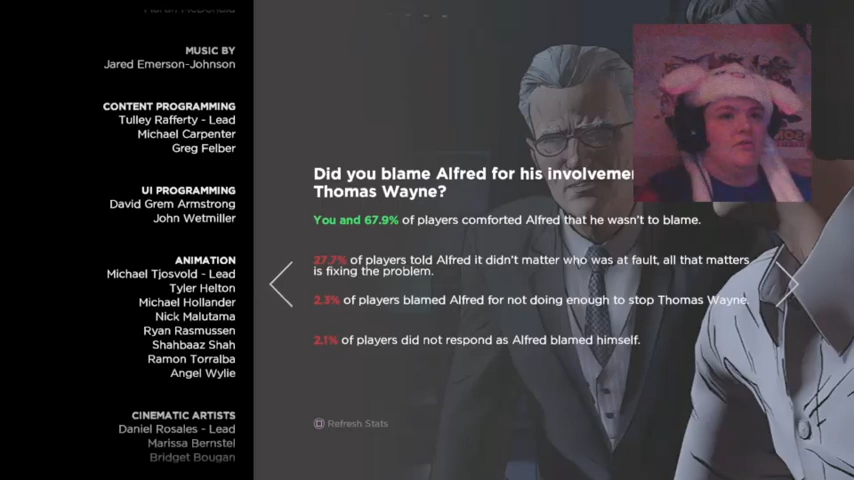 MUSIC BY
Jared Emerson-Johnson
CONTENT PROGRAMMING
Tulley Rafferty - Lead
Michael Carpenter
Greg Felber
UI PROGRAMMING
David Grem Armstrong
John Wetmiller
ANIMATION
Michael Tjosvold - Lead
Tyler Helton
Michael Hollander
Nick Malutama
Ryan Rasmussen
Shahbaaz Shah
Ramon Torralba
Angel Wylie
CINEMATIC ARTISTS
Daniel Rosales - Lead
Marissa Bernstel
Bridget Bougan
Did you blame Alfred for his
Thomas Wayne?
You and 67.9% of players comforted Alfred that he wasn't to blame.
27.7% of players told Alfred it didn't matter who was at fault, all that matters
is fixing the problem.
2.3% of players blamed Alfred for not doing enough to stop Thomas Wayne.
2.1% of players did not respond as Alfred blamed himself.
Refresh Stats